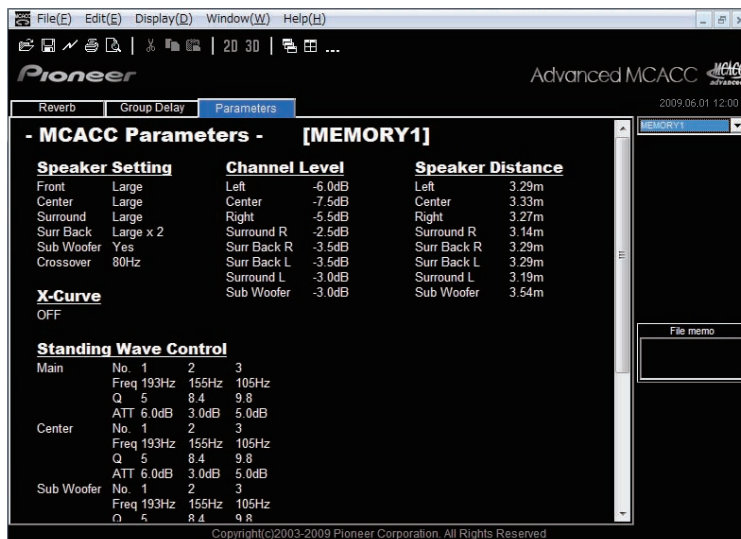 File(F) Edit(E) Display(D) Window(W) Help(H)
2D 3D
Pioneer
Advanced MCACC
MCACC
advanced
Reverb Group Delay Parameters
2009.06.01 12:00
- MCACC Parameters - [MEMORY1]
MEMORY1
Speaker Setting Channel Level Speaker Distance
Front Large Left -6.0dB Left 3.29m
Center Large Center -7.5dB Center 3.33m
Surround Large Right -5.5dB Right 3.27m
Surr Back Large x 2 Surround R -2.5dB Surround R 3.14m
Sub Woofer Yes Surr Back R -3.5dB Surr Back R 3.29m
Crossover 80Hz Surr Back L -3.5dB Surr Back L 3.29m
Surround L -3.0dB Surround L 3.19m
X-Curve Sub Woofer -3.0dB Sub Woofer 3.54m
OFF
File memo
Standing Wave Control
Main No. 1 2 3
Freq 193Hz 155Hz 105Hz
Q 5 8.4 9.8
ATT 6.0dB 3.0dB 5.0dB
Center No. 1 2 3
Freq 193Hz 155Hz 105Hz
Q 5 8.4 9.8
ATT 6.0dB 3.0dB 5.0dB
Sub Woofer No. 1 2 3
Freq 193Hz 155Hz 105Hz
Q 5 8.4 9.8
Copyright(c)2003-2009 Pioneer Corporation. All Rights Reserved